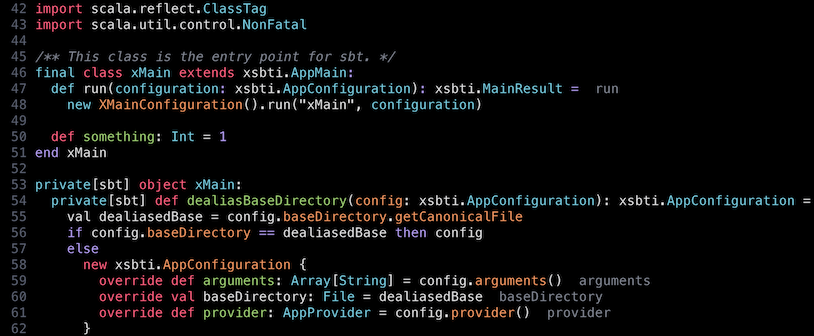 42 import scala.reflect.ClassTag
43 import scala.util.control.NonFatal
44
45 /** This class is the entry point for sbt. */
46 final class xMain extends xsbti.AppMain:
47   def run(configuration: xsbti.AppConfiguration): xsbti.MainResult =  run
48     new XMainConfiguration().run("xMain", configuration)
49
50   def something: Int = 1
51 end xMain
52
53 private[sbt] object xMain:
54   private[sbt] def dealiasBaseDirectory(config: xsbti.AppConfiguration): xsbti.AppConfiguration =
55     val dealiasedBase = config.baseDirectory.getCanonicalFile
56     if config.baseDirectory == dealiasedBase then config
57     else
58       new xsbti.AppConfiguration {
59         override def arguments: Array[String] = config.arguments()  arguments
60         override val baseDirectory: File = dealiasedBase  baseDirectory
61         override def provider: AppProvider = config.provider()  provider
62       }